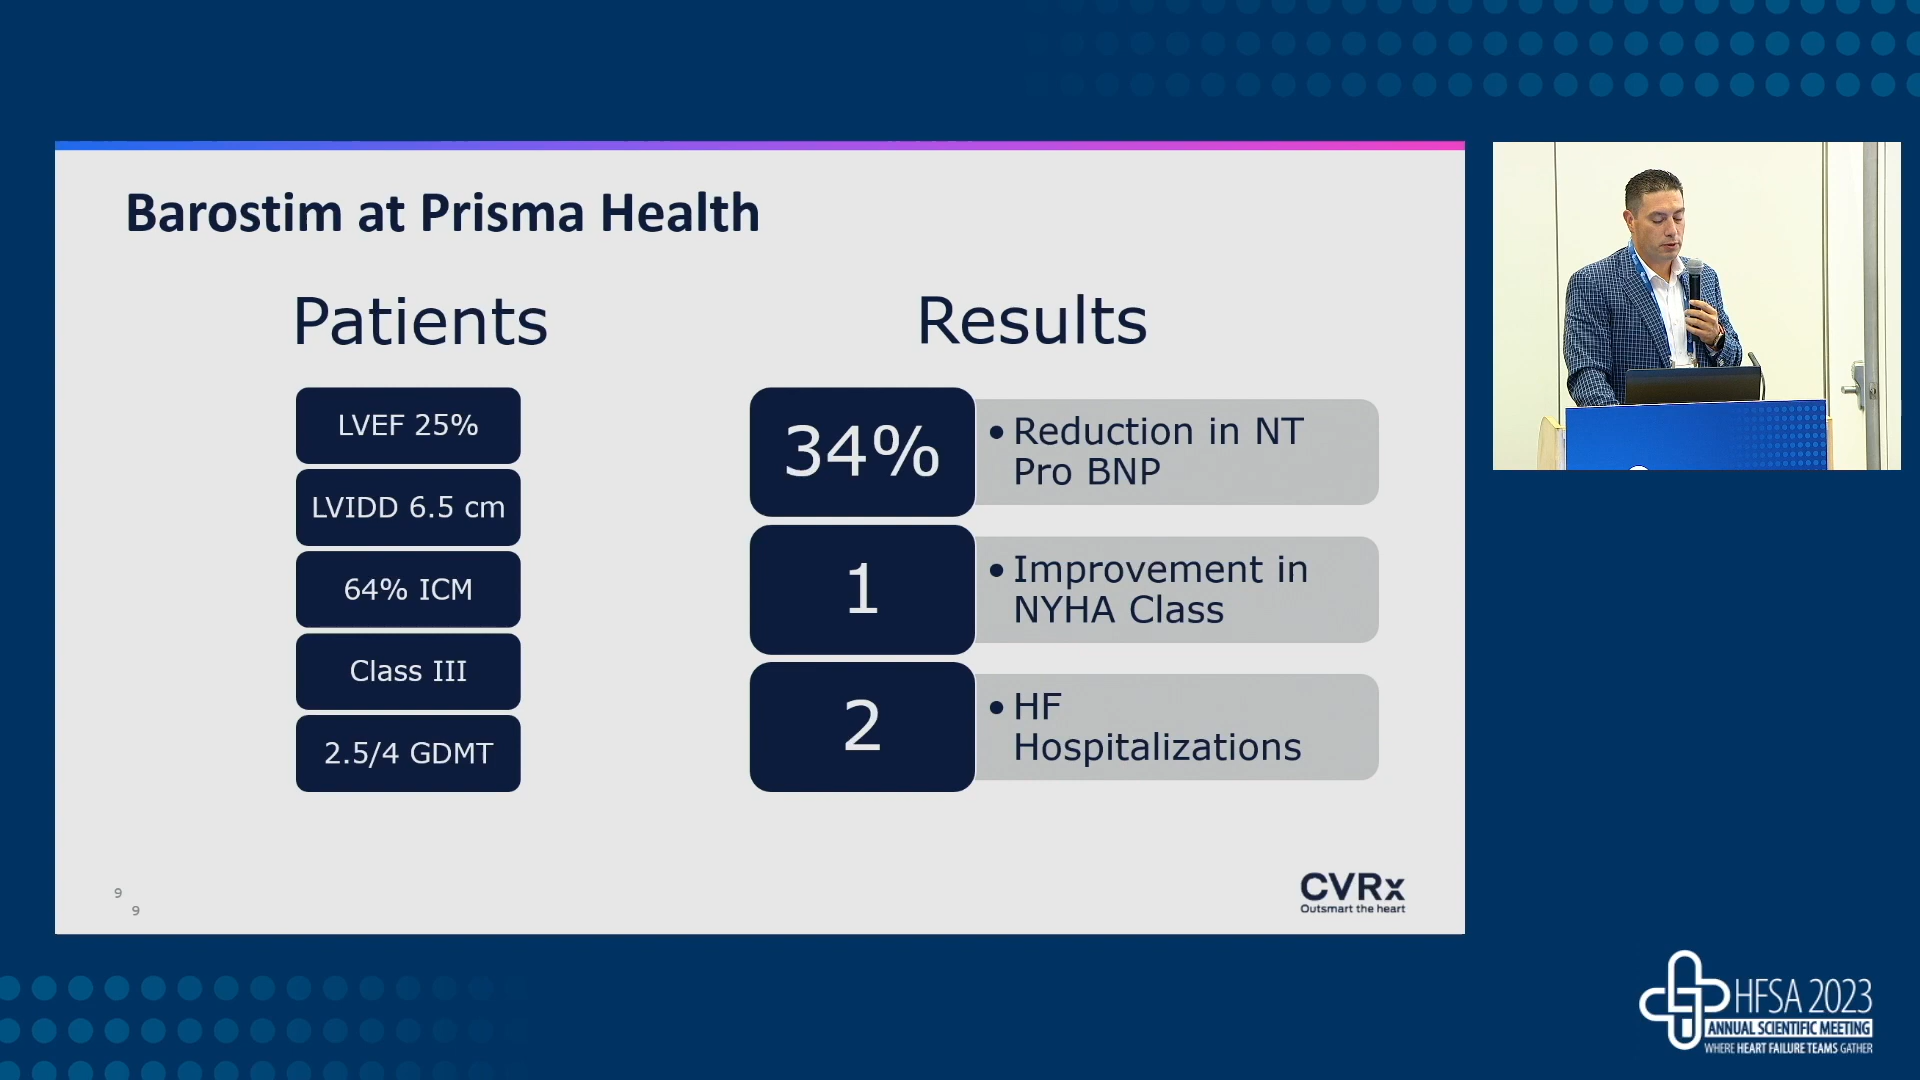 Barostim at Prisma Health
Patients
LVEF 25%
LVIDD 6.5 cm
64% ICM
Class III
2.5/4 GDMT
Results
34%
• Reduction in NT
Pro BNP
1
• Improvement in
NYHA Class
2
• HF
Hospitalizations
9
9
CVRx
Outsmart the heart
HFSA 2023
ANNUAL SCIENTIFIC MEETING
WHERE HEART FAILURE TEAMS GATHER